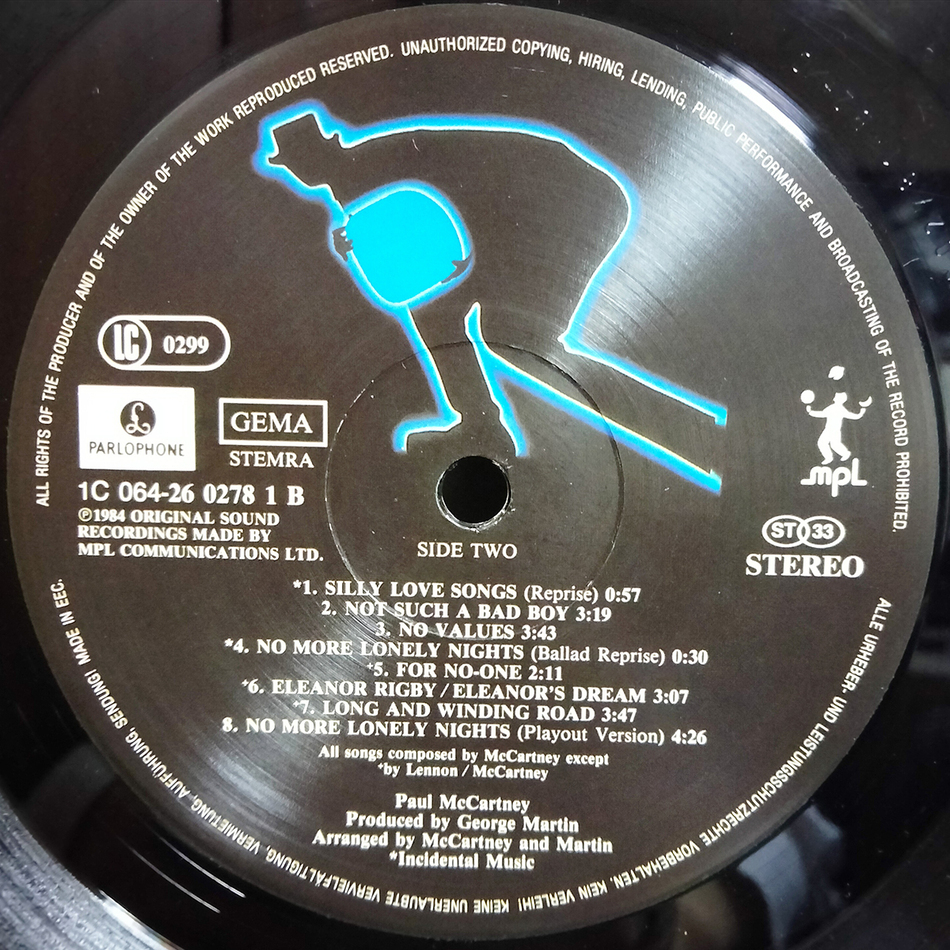 ALL RIGHTS OF THE PRODUCER AND OF THE OWNER OF THE WORK REPRODUCED RESERVED. UNAUTHORIZED COPYING, HIRING, LENDING, PUBLIC PERFORMANCE AND BROADCASTING OF THE RECORD PROHIBITED.
LC 0299
£
PARLOPHONE
GEMA
STEMRA
1C 064-26 0278 1 B
℗1984 ORIGINAL SOUND
RECORDINGS MADE BY
MPL COMMUNICATIONS LTD.
mpl
ST 33
STEREO
SIDE TWO
*1. SILLY LOVE SONGS (Reprise) 0:57
2. NOT SUCH A BAD BOY 3:19
3. NO VALUES 3:43
*4. NO MORE LONELY NIGHTS (Ballad Reprise) 0:30
⁺5. FOR NO-ONE 2:11
⁺6. ELEANOR RIGBY / ELEANOR'S DREAM 3:07
⁺7. LONG AND WINDING ROAD 3:47
8. NO MORE LONELY NIGHTS (Playout Version) 4:26
All songs composed by McCartney except
⁺by Lennon / McCartney
Paul McCartney
Produced by George Martin
Arranged by McCartney and Martin
*Incidental Music
ALLE URHEBER- UND LEISTUNGSSCHUTZRECHTE VORBEHALTEN. KEIN VERLEIH! KEINE UNERLAUBTE VERVIELFÄLTIGUNG, VERMIETUNG, AUFFÜHRUNG, SENDUNG! MADE IN EEC.